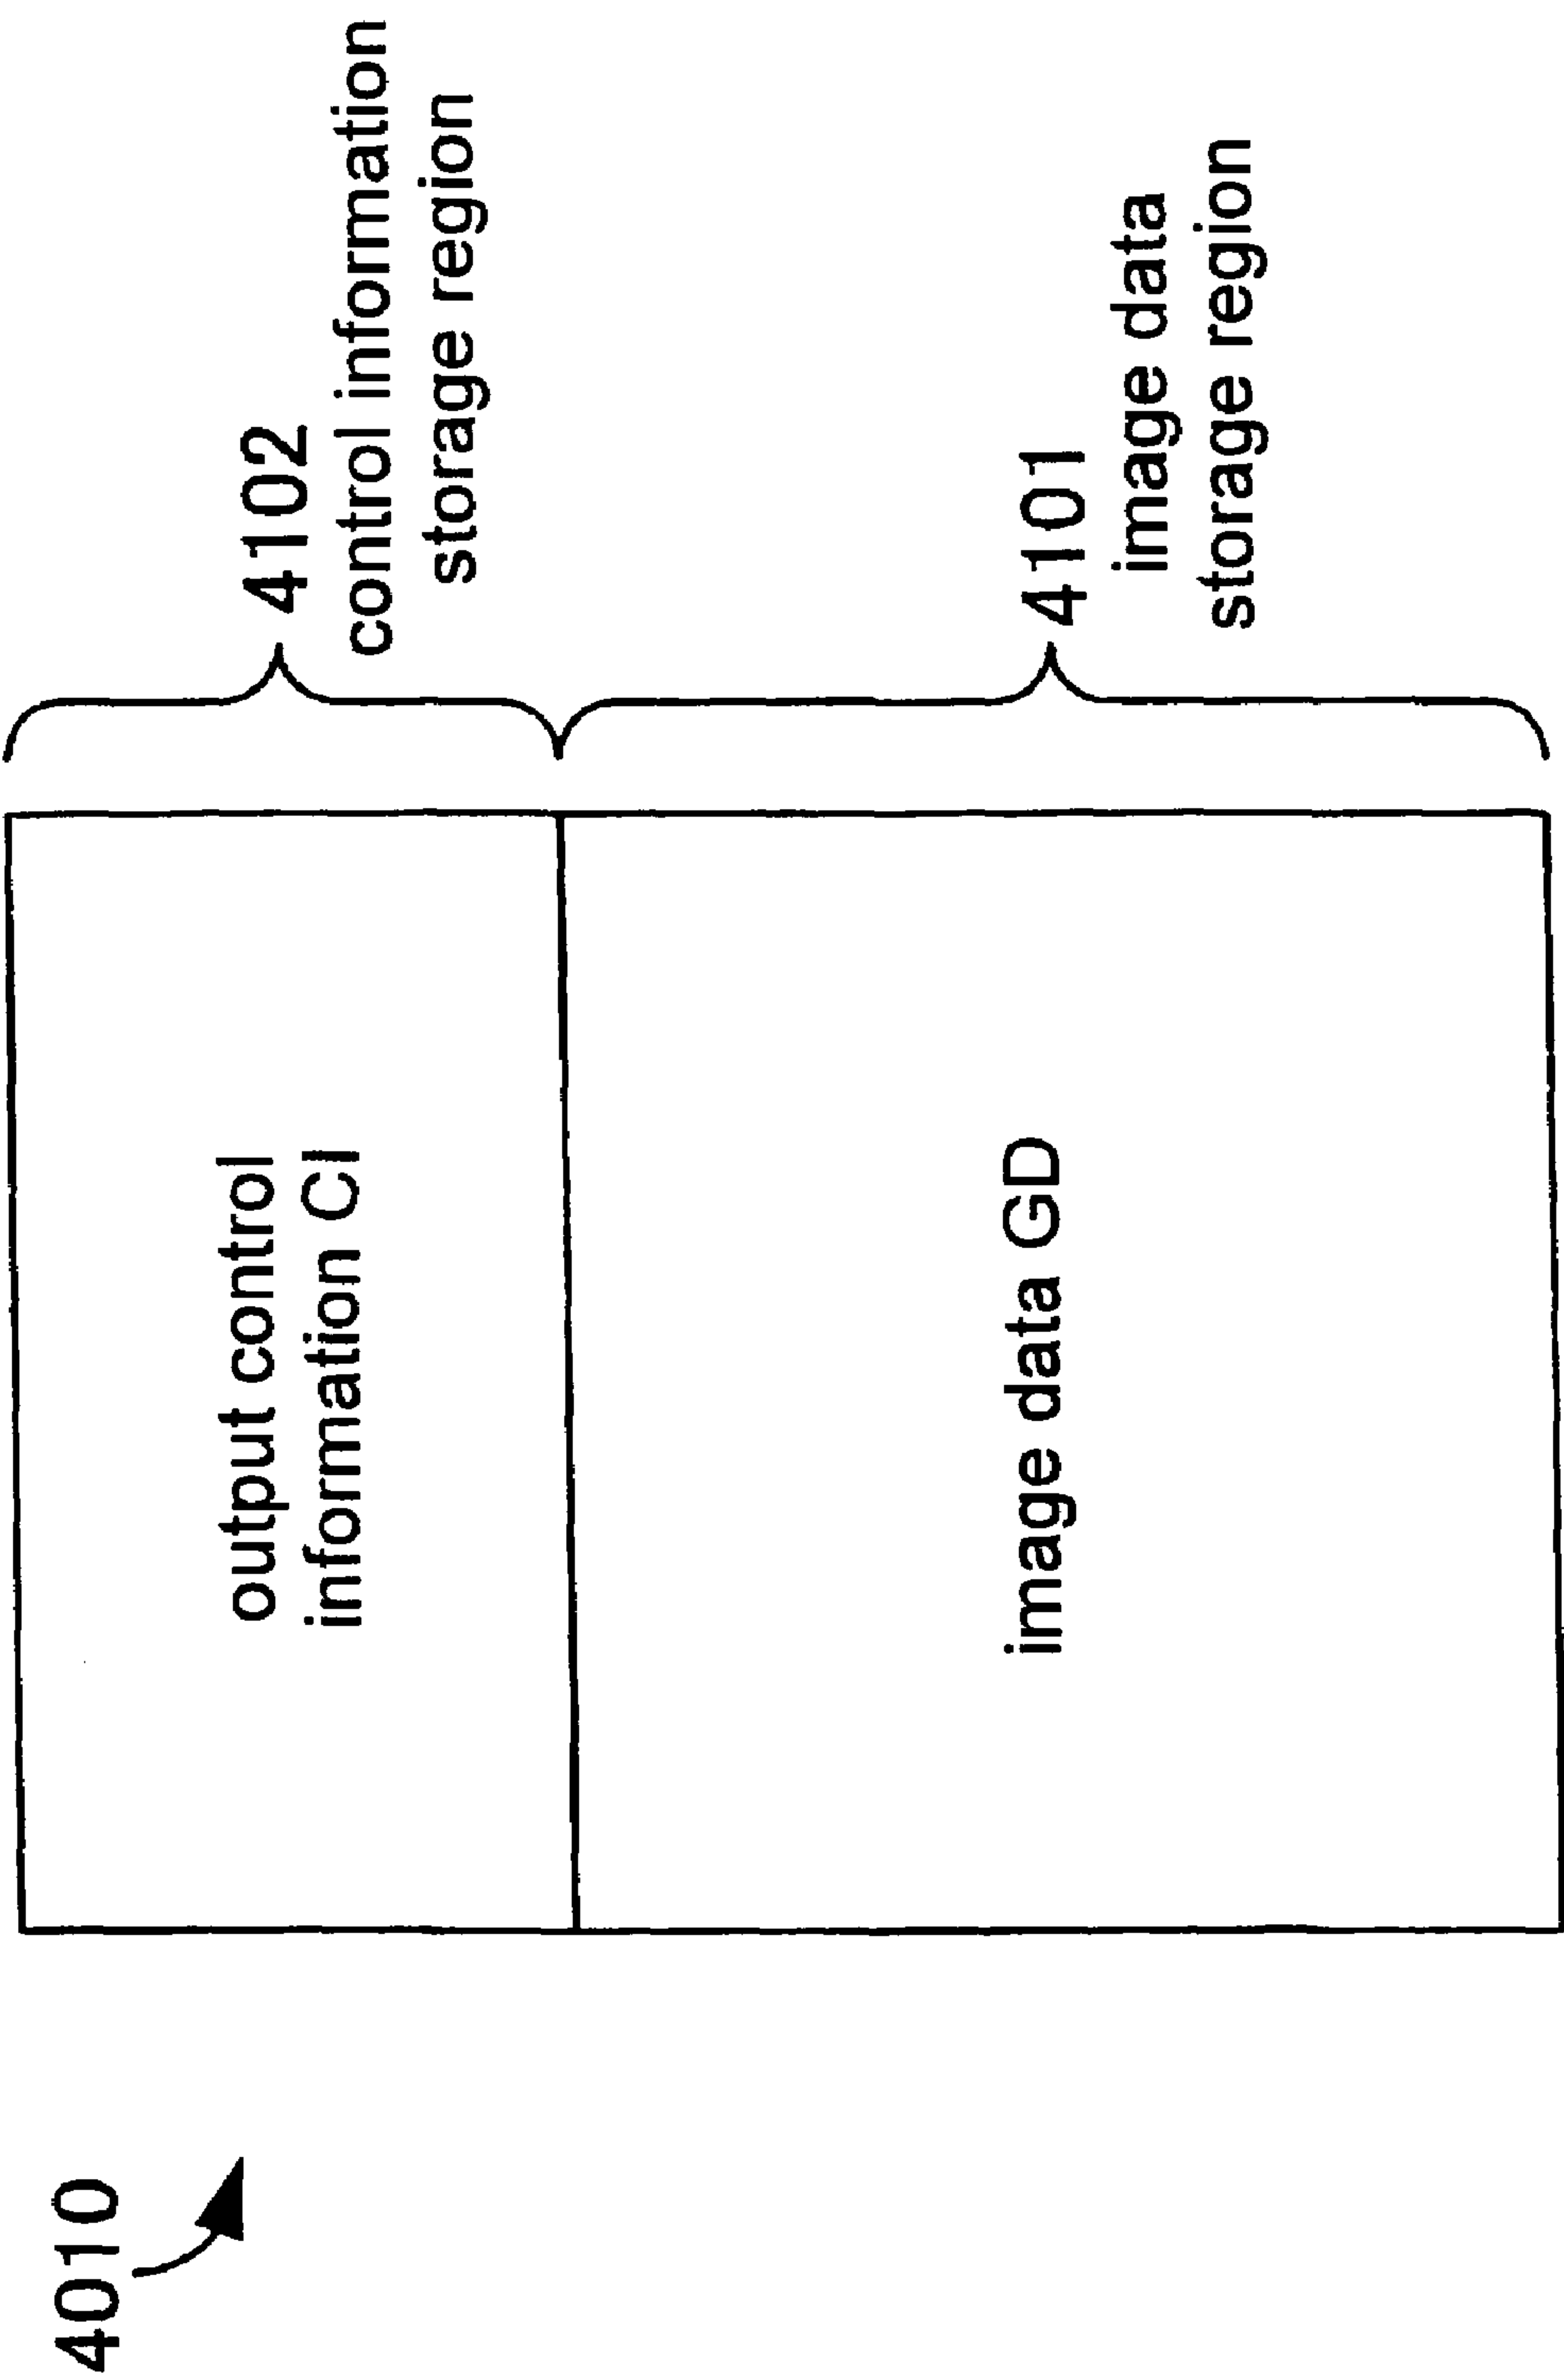 4010
output control
information CI
image data GD
4102
control information
storage region
4101
image data
storage region